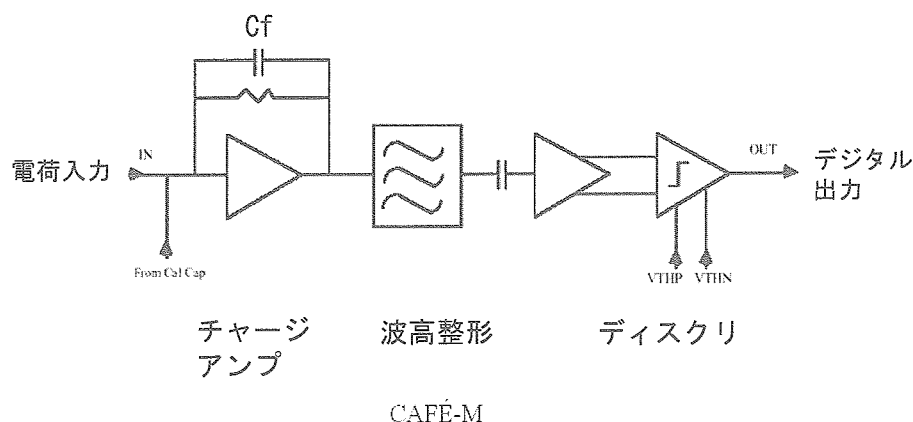 Cf
IN
電荷入力
From Cal Cap
OUT
デジタル
出力
VTHP
VTHN
チャージ
アンプ
波高整形
ディスクリ
CAFÉ-M